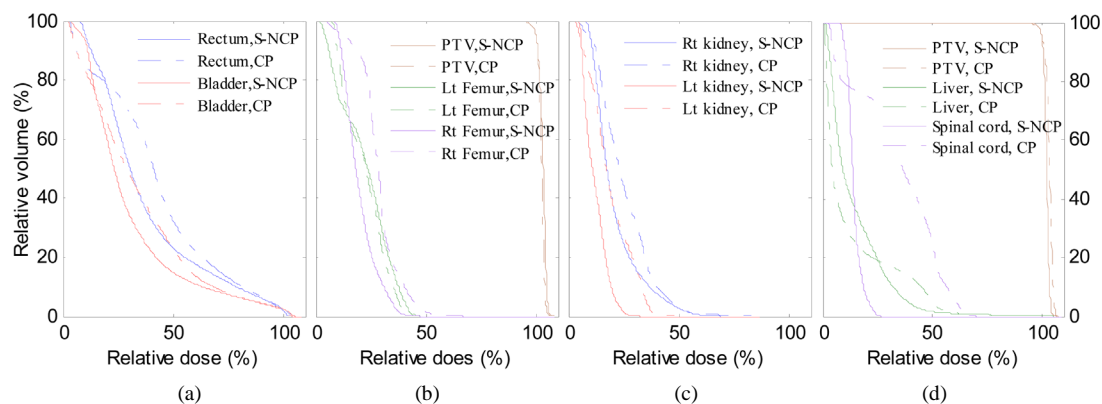 100
80
60
40
20
0
Relative volume (%)
Rectum,S-NCP
Rectum,CP
Bladder,S-NCP
Bladder,CP
0
50
100
Relative dose (%)
(a)
PTV,S-NCP
PTV,CP
Lt Femur,S-NCP
Lt Femur,CP
Rt Femur,S-NCP
Rt Femur,CP
0
50
100
Relative does (%)
(b)
Rt kidney, S-NCP
Rt kidney, CP
Lt kidney, S-NCP
Lt kidney, CP
0
50
100
Relative dose (%)
(c)
PTV, S-NCP
PTV, CP
Liver, S-NCP
Liver, CP
Spinal cord, S-NCP
Spinal cord, CP
100
80
60
40
20
0
0
50
100
Relative dose (%)
(d)